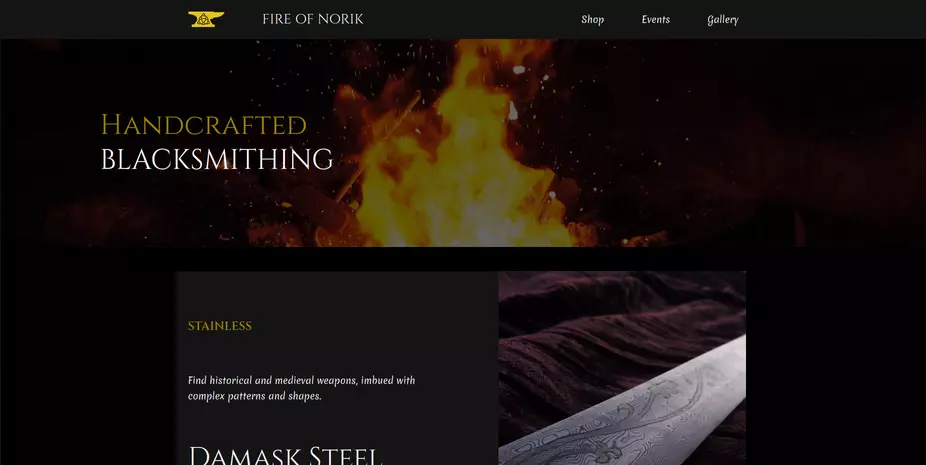 FIRE OF NORIK
Shop
Events
Gallery
Handcrafted
BLACKSMITHING
STAINLESS
Find historical and medieval weapons, imbued with
complex patterns and shapes.
Damask Steel